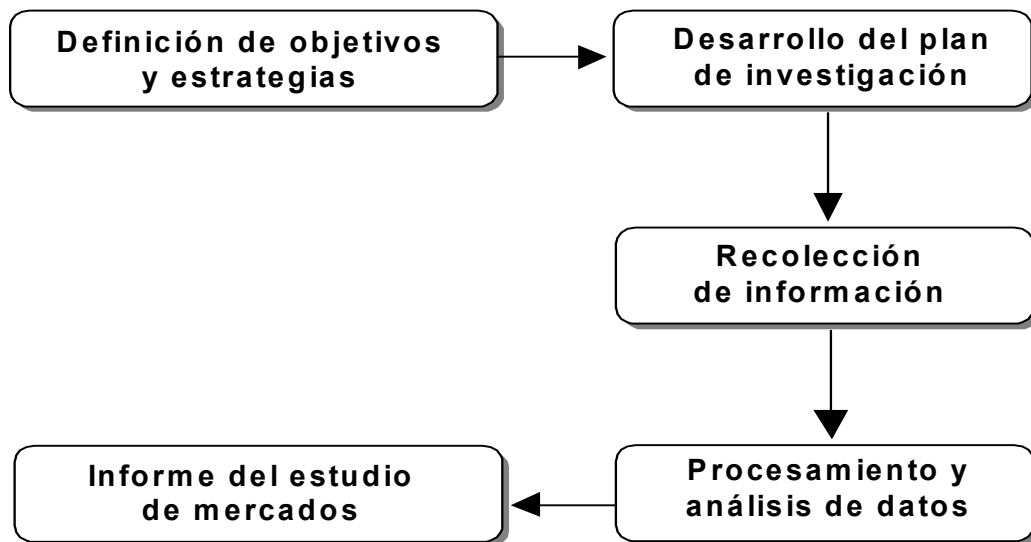 Definición de objetivos
y estrategias
Desarrollo del plan
de investigación
Recolección
de información
Procesamiento y
análisis de datos
Informe del estudio
de mercados